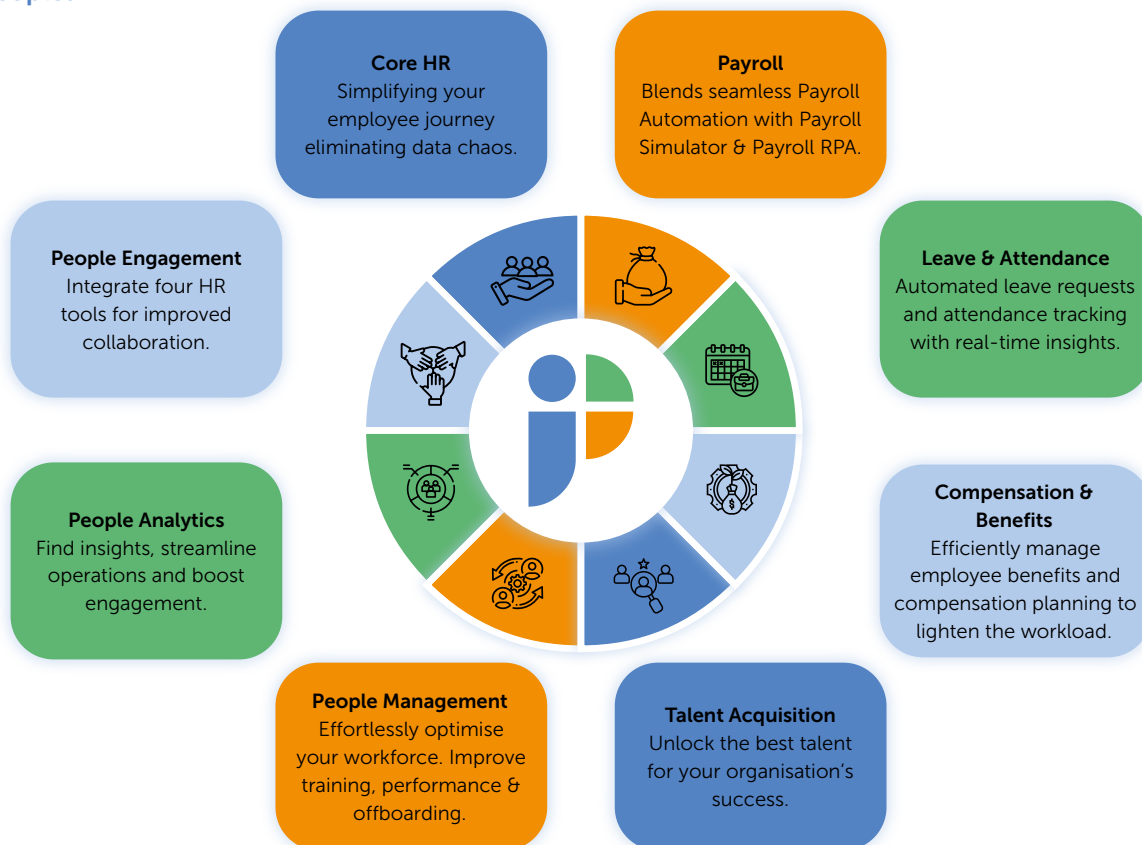 Core HR
Simplifying your
employee journey
eliminating data chaos.
Payroll
Blends seamless Payroll
Automation with Payroll
Simulator & Payroll RPA.
People Engagement
Integrate four HR
tools for improved
collaboration.
Leave & Attendance
Automated leave requests
and attendance tracking
with real-time insights.
People Analytics
Find insights, streamline
operations and boost
engagement.
Compensation &
Benefits
Efficiently manage
employee benefits and
compensation planning to
lighten the workload.
People Management
Effortlessly optimise
your workforce. Improve
training, performance &
offboarding.
Talent Acquisition
Unlock the best talent
for your organisation's
success.
$